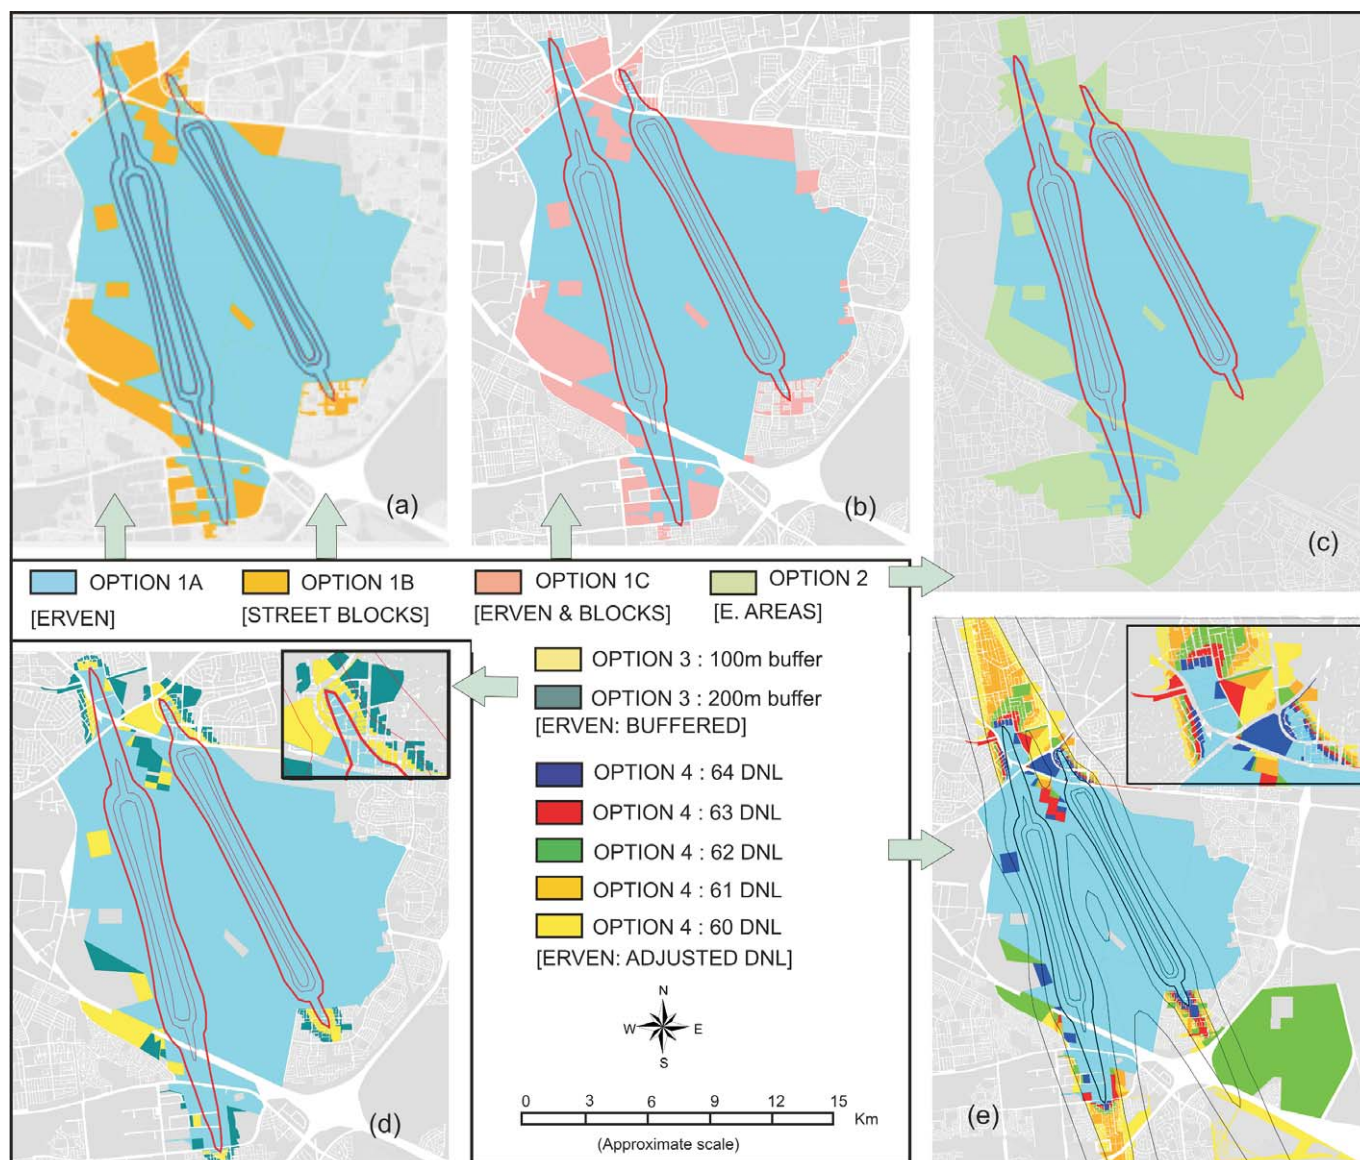 (a)
(b)
(c)
OPTION 1A
[ERVEN]
OPTION 1B
[STREET BLOCKS]
OPTION 1C
[ERVEN & BLOCKS]
OPTION 2
[E. AREAS]
OPTION 3 : 100m buffer
OPTION 3 : 200m buffer
[ERVEN: BUFFERED]
OPTION 4 : 64 DNL
OPTION 4 : 63 DNL
OPTION 4 : 62 DNL
OPTION 4 : 61 DNL
OPTION 4 : 60 DNL
[ERVEN: ADJUSTED DNL]
N
W E
S
0 3 6 9 12 15
Km
(Approximate scale)
(d)
(e)